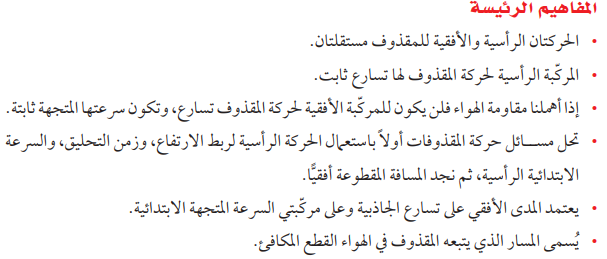 المفاهيم الرئيسة
• الحركتان الرأسية والأفقية للمقذوف مستقلتان.
• المركّبة الرأسية لحركة المقذوف لها تسارع ثابت.
• إذا أهملنا مقاومة الهواء فلن يكون للمركّبة الأفقية لحركة المقذوف تسارع، وتكون سرعتها المتجهة ثابتة.
• تحل مســـائل حركة المقذوفات أولاً باستعمال الحركة الرأسية لربط الارتفاع، وزمن التحليق، والسرعة
الابتدائية الرأسية، ثم نجد المسافة المقطوعة أفقيًّا.
• يعتمد المدى الأفقي على تسارع الجاذبية وعلى مركّبتي السرعة المتجهة الابتدائية.
• يُسمى المسار الذي يتبعه المقذوف في الهواء القطع المكافئ.